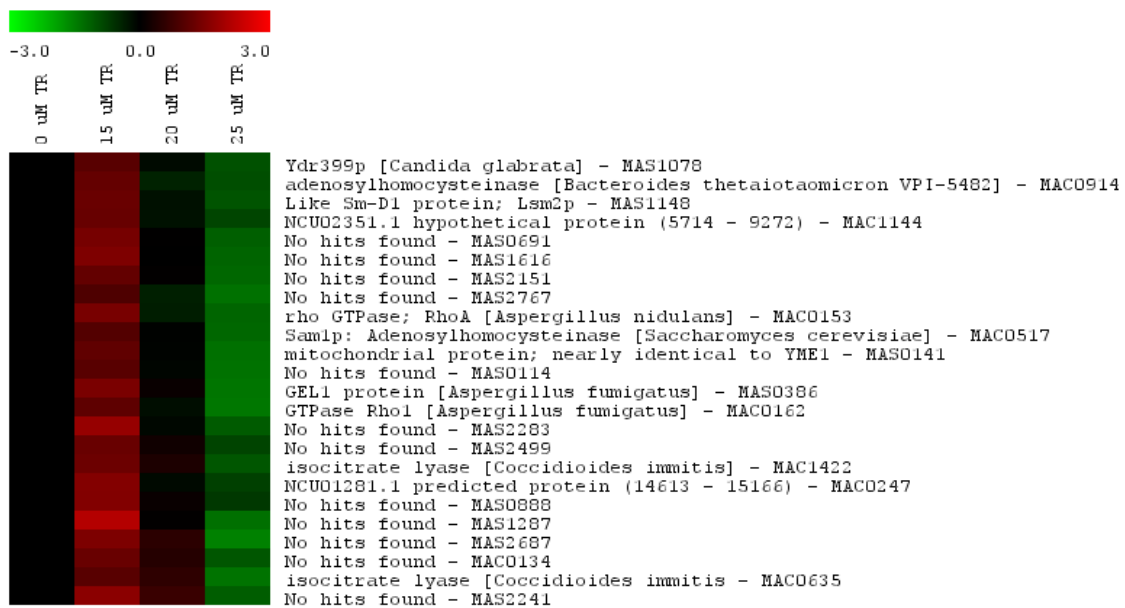 -3.0 0.0 3.0
0 uM TR
15 uM TR
20 uM TR
25 uM TR
Ydr399p [Candida glabrata] - MAS1078
adenosylhomocysteinase [Bacteroides thetaiotaomicron VPI-5482] - MAC0914
Like Sm-D1 protein; Lsm2p - MAS1148
NCU02351.1 hypothetical protein (5714 - 9272) - MAC1144
No hits found - MAS0691
No hits found - MAS1616
No hits found - MAS2151
No hits found - MAS2767
rho GTPase; RhoA [Aspergillus nidulans] - MAC0153
Sam1p: Adenosylhomocysteinase [Saccharomyces cerevisiae] - MAC0517
mitochondrial protein; nearly identical to YME1 - MAS0141
No hits found - MAS0114
GEL1 protein [Aspergillus fumigatus] - MAS0386
GTPase Rho1 [Aspergillus fumigatus] - MAC0162
No hits found - MAS2283
No hits found - MAS2499
isocitrate lyase [Coccidioides immitis] - MAC1422
NCU01281.1 predicted protein (14613 - 15166) - MAC0247
No hits found - MAS0888
No hits found - MAS1287
No hits found - MAS2687
No hits found - MAC0134
isocitrate lyase [Coccidioides immitis - MAC0635
No hits found - MAS2241